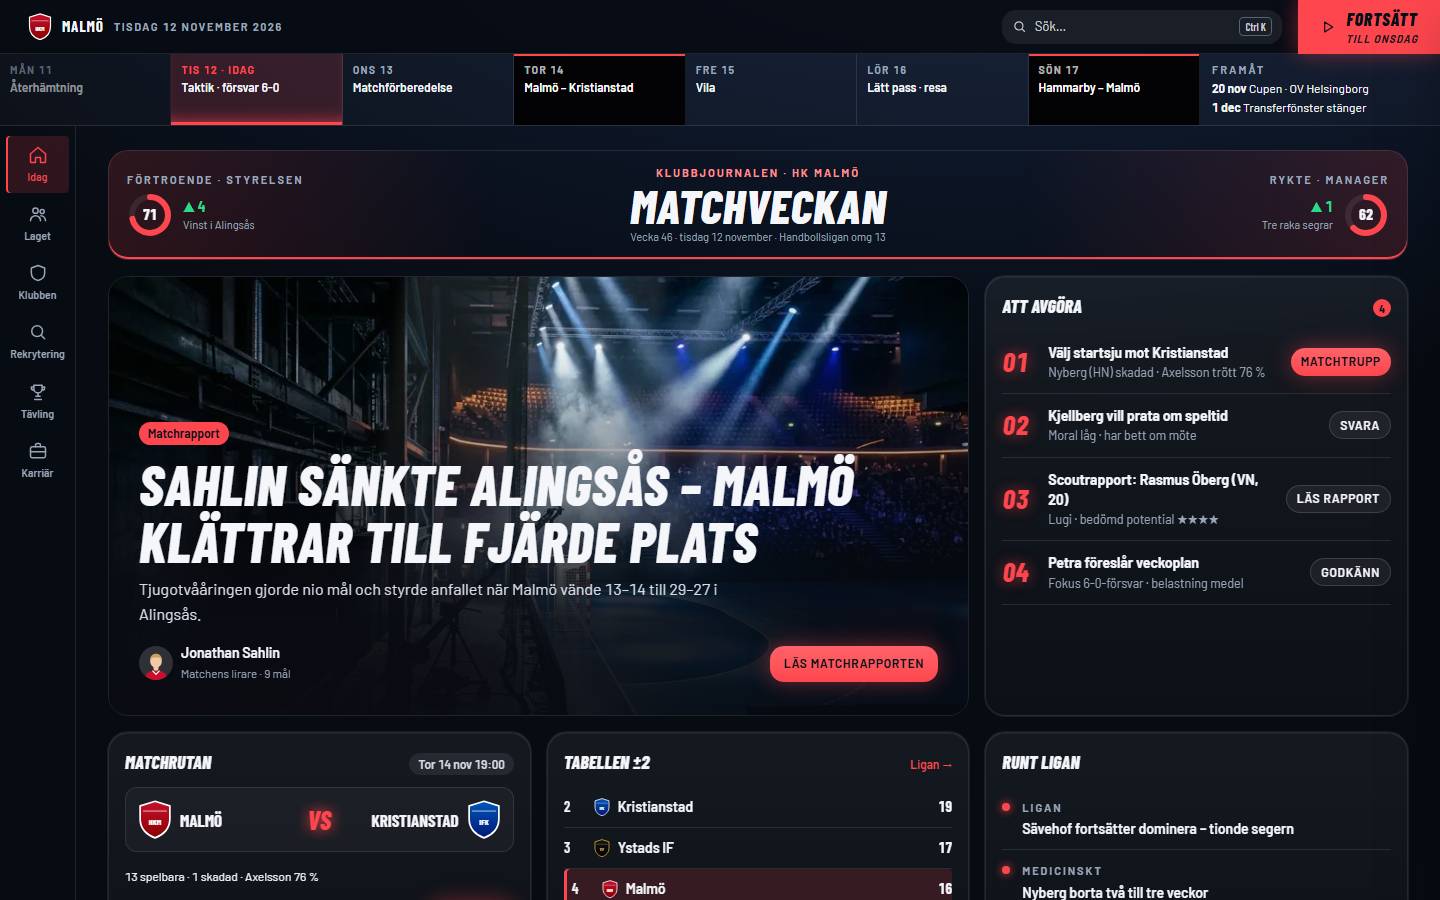 MALMÖ TISDAG 12 NOVEMBER 2026
Sök... Ctrl K
FORTSÄTT
TILL ONSDAG
MÅN 11
Återhämtning
TIS 12 · IDAG
Taktik · försvar 6-0
ONS 13
Matchförberedelse
TOR 14
Malmö – Kristianstad
FRE 15
Vila
LÖR 16
Lätt pass · resa
SÖN 17
Hammarby – Malmö
FRAMÅT
20 nov Cupen · OV Helsingborg
1 dec Transferfönster stänger
Idag
Laget
Klubben
Rekrytering
Tävling
Karriär
FÖRTROENDE · STYRELSEN
71
▲ 4
Vinst i Alingsås
KLUBBJOURNALEN · HK MALMÖ
MATCHVECKAN
Vecka 46 · tisdag 12 november · Handbollsligan omg 13
RYKTE · MANAGER
▲ 1
Tre raka segrar
62
Matchrapport
SAHLIN SÄNKTE ALINGSÅS – MALMÖ
KLÄTTRAR TILL FJÄRDE PLATS
Tjugotvååringen gjorde nio mål och styrde anfallet när Malmö vände 13–14 till 29–27 i
Alingsås.
Jonathan Sahlin
Matchens lirare · 9 mål
LÄS MATCHRAPPORTEN
ATT AVGÖRA
4
01
Välj startsju mot Kristianstad
Nyberg (HN) skadad · Axelsson trött 76 %
MATCHTRUPP
02
Kjellberg vill prata om speltid
Moral låg · har bett om möte
SVARA
03
Scoutrapport: Rasmus Öberg (VN,
20)
Lugi · bedömd potential ★★★★
LÄS RAPPORT
04
Petra föreslår veckoplan
Fokus 6-0-försvar · belastning medel
GODKÄNN
MATCHRUTAN
Tor 14 nov 19:00
MALMÖ
VS
KRISTIANSTAD
13 spelbara · 1 skadad · Axelsson 76 %
TABELLEN ±2
Ligan →
2 Kristianstad 19
3 Ystads IF 17
4 Malmö 16
RUNT LIGAN
LIGAN
Sävehof fortsätter dominera – tionde segern
MEDICINSKT
Nyberg borta två till tre veckor